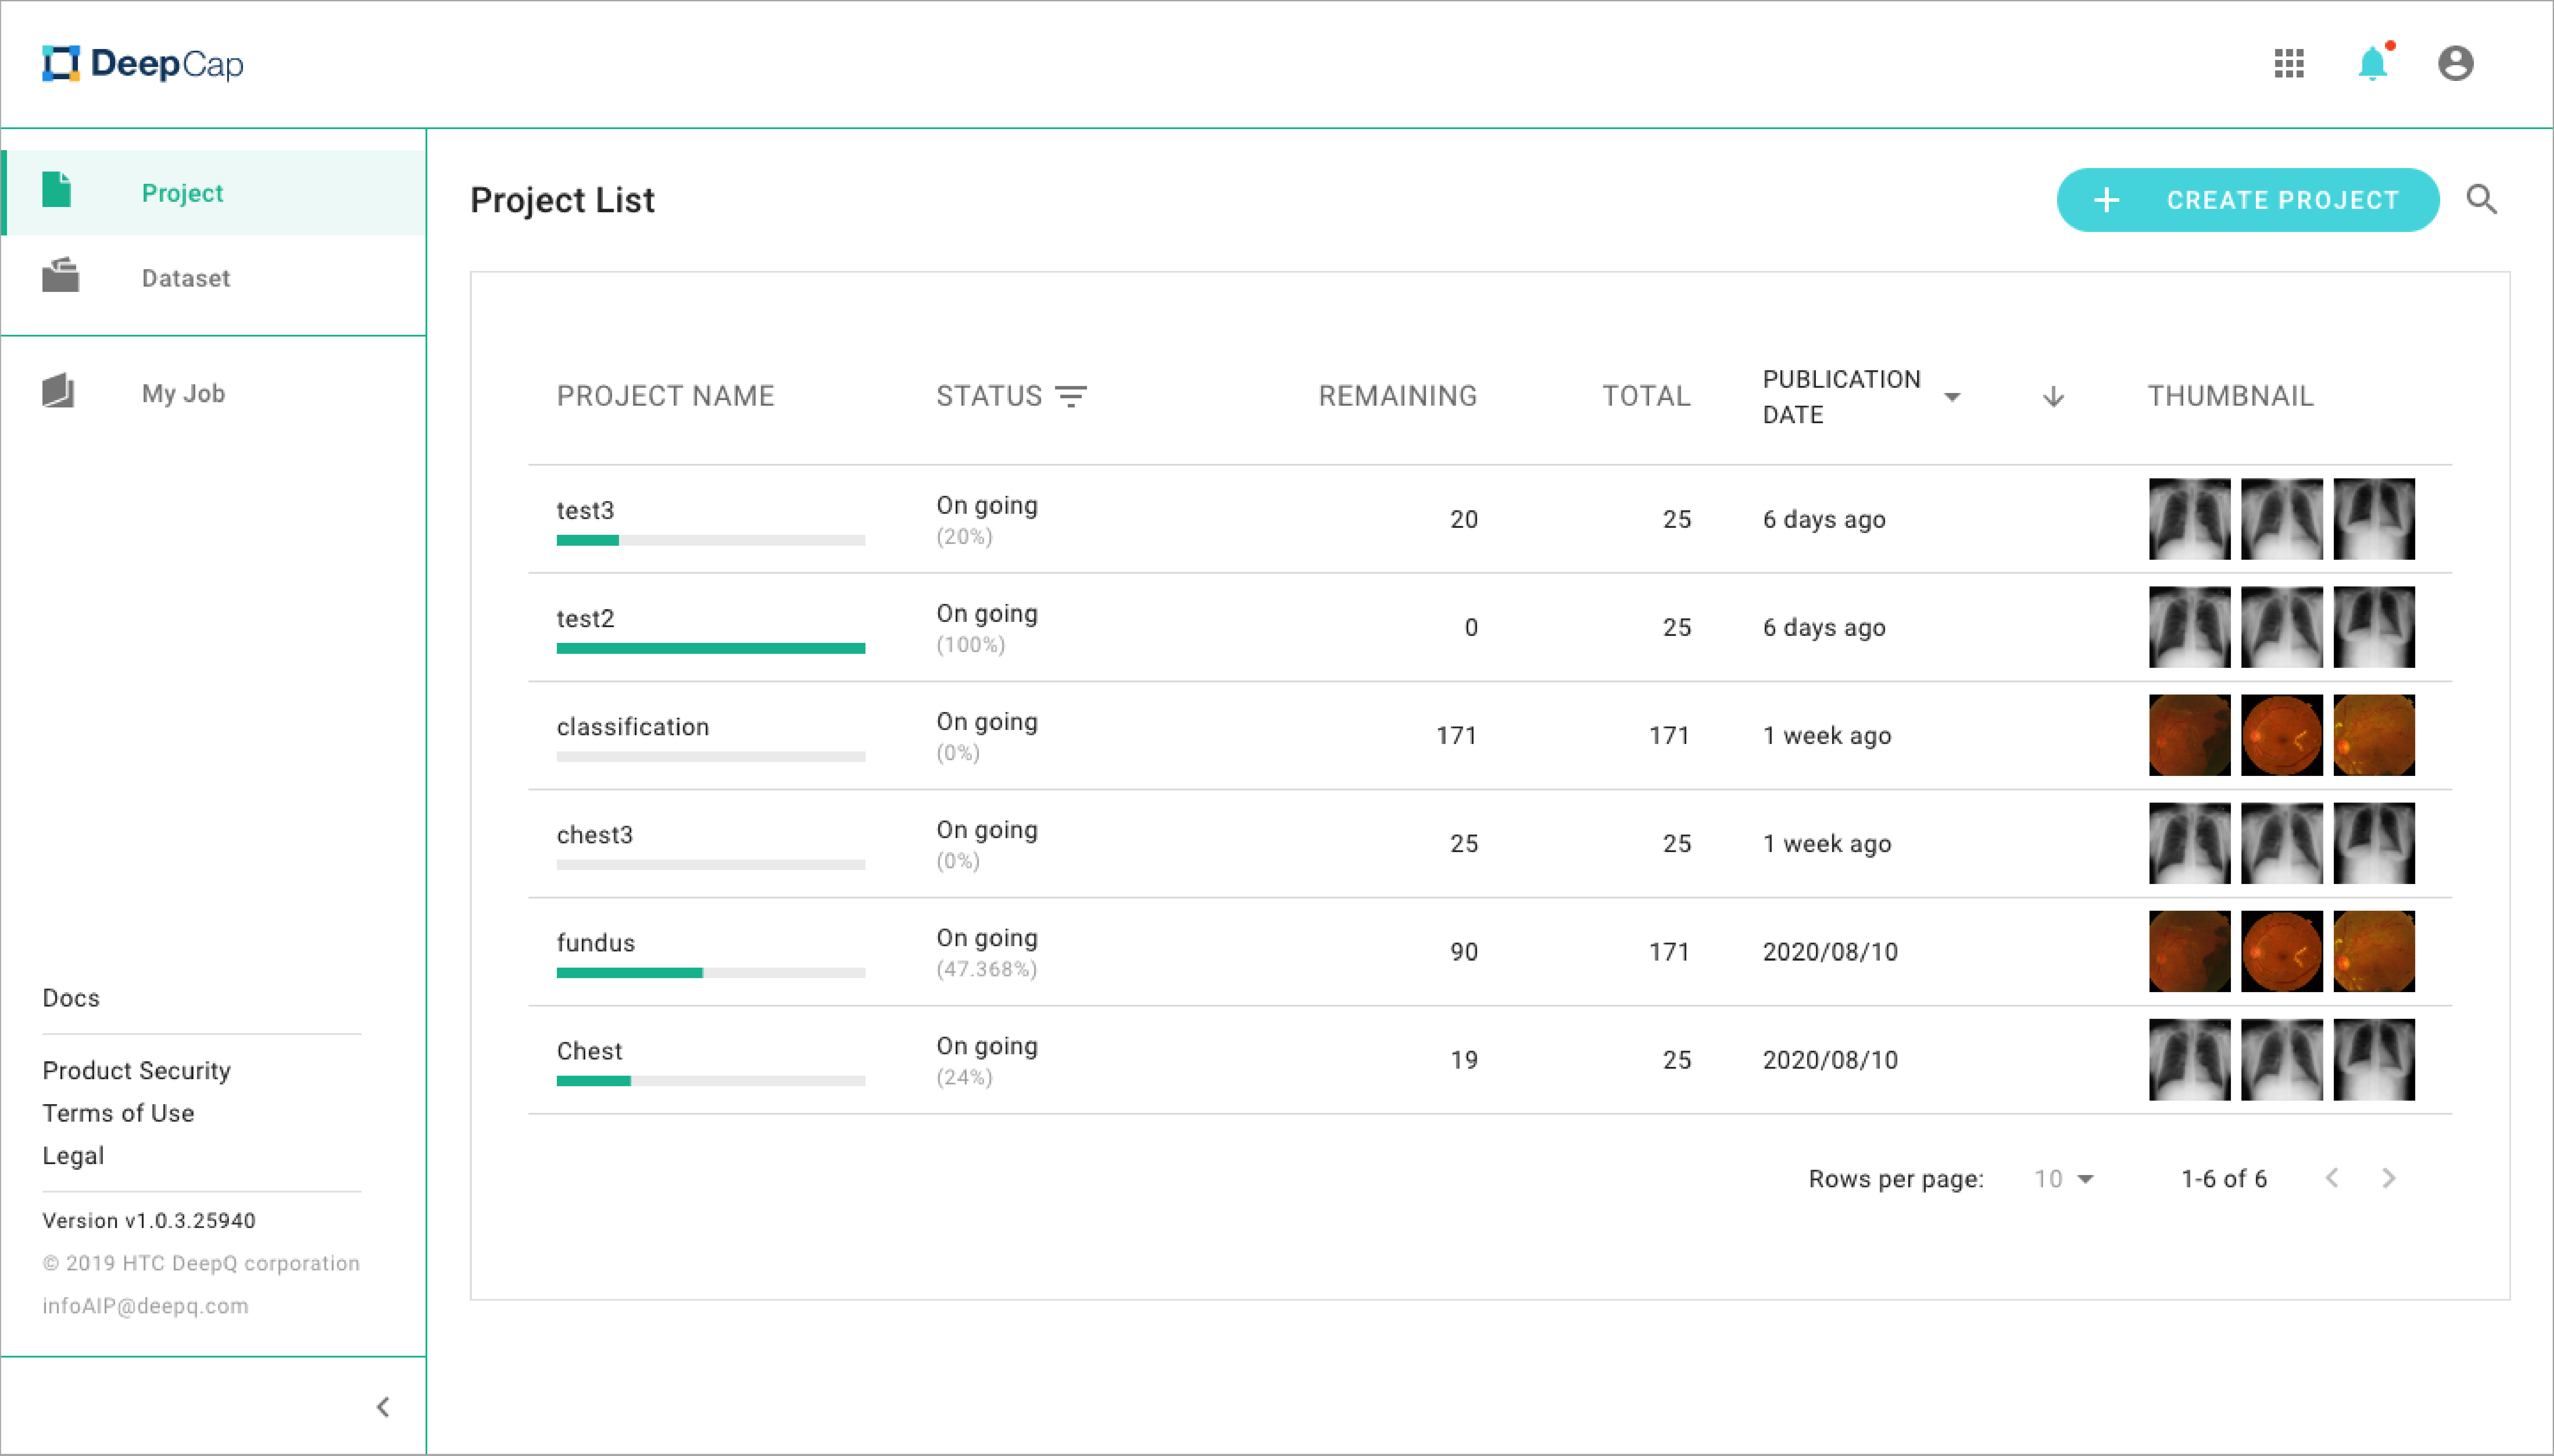 DeepCap
Project
Dataset
My Job
Docs
Product Security
Terms of Use
Legal
Version v1.0.3.25940
© 2019 HTC DeepQ corporation
infoAIP@deepq.com
Project List
CREATE PROJECT
PROJECT NAME STATUS REMAINING TOTAL PUBLICATION DATE THUMBNAIL
test3 On going (20%) 20 25 6 days ago
test2 On going (100%) 0 25 6 days ago
classification On going (0%) 171 171 1 week ago
chest3 On going (0%) 25 25 1 week ago
fundus On going (47.368%) 90 171 2020/08/10
Chest On going (24%) 19 25 2020/08/10
Rows per page: 10 1-6 of 6